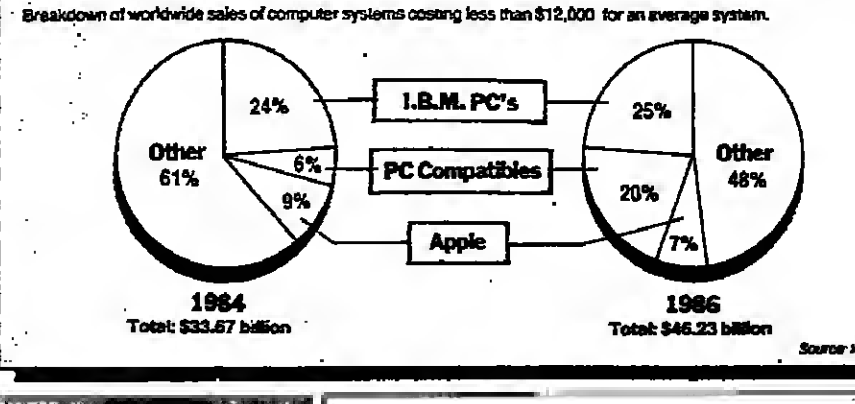 Breakdown of worldwide sales of computer systems costing less than $12,000 for an average system.
24%
I.B.M. PC's
25%
Other
61%
6%
PC Compatibles
20%
Other
48%
9%
Apple
7%
1984
Total: $33.67 billion
1986
Total: $46.23 billion
Source: